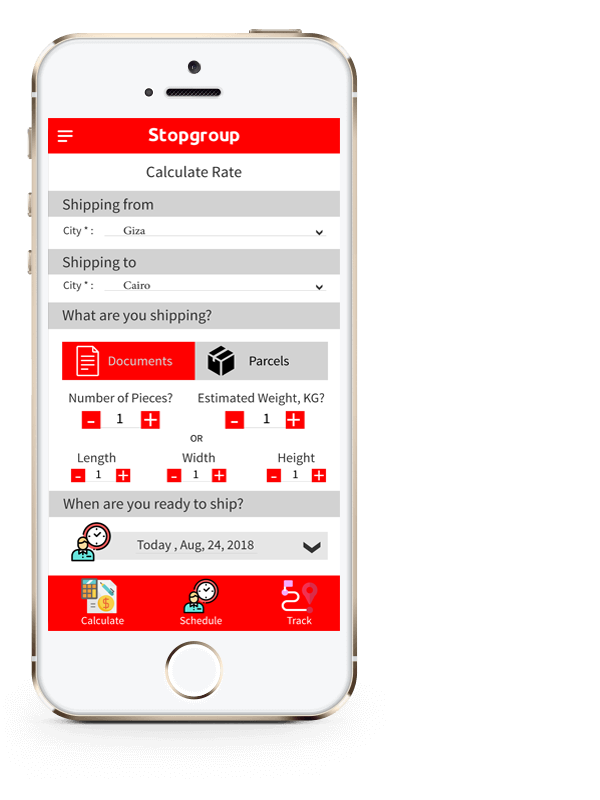 Stopgroup
Calculate Rate
Shipping from
City * : Giza
Shipping to
City * : Cairo
What are you shipping?
Documents Parcels
Number of Pieces? Estimated Weight, KG?
- 1 + - 1 +
OR
Length Width Height
- 1 + - 1 + - 1 +
When are you ready to ship?
Today , Aug, 24, 2018
Calculate Schedule Track